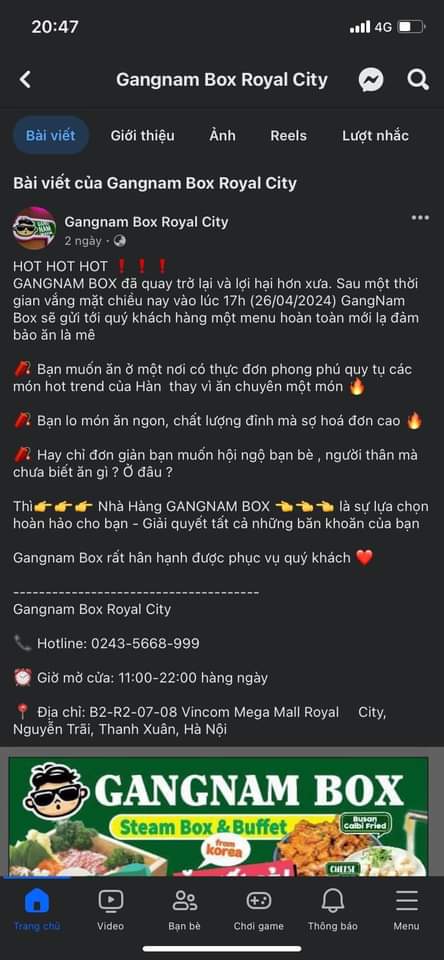 20:47
4G
Gangnam Box Royal City
Bài viết
Giới thiệu
Ảnh
Reels
Lượt nhắc
Bài viết của Gangnam Box Royal City
Gangnam Box Royal City
2 ngày ·
HOT HOT HOT ❗❗❗
GANGNAM BOX đã quay trở lại và lợi hại hơn xưa. Sau một thời
gian vắng mặt chiều nay vào lúc 17h (26/04/2024) GangNam
Box sẽ gửi tới quý khách hàng một menu hoàn toàn mới lạ đảm
bảo ăn là mê
🧨 Bạn muốn ăn ở một nơi có thực đơn phong phú quy tụ các
món hot trend của Hàn thay vì ăn chuyên một món 🔥
🧨 Bạn lo món ăn ngon, chất lượng đỉnh mà sợ hoá đơn cao 🔥
🧨 Hay chỉ đơn giản bạn muốn hội ngộ bạn bè , người thân mà
chưa biết ăn gì ? Ở đâu ?
Thì👉👉👉 Nhà Hàng GANGNAM BOX 👈👈👈 là sự lựa chọn
hoàn hảo cho bạn - Giải quyết tất cả những băn khoăn của bạn
Gangnam Box rất hân hạnh được phục vụ quý khách ❤️
--------------------------------------
Gangnam Box Royal City
📞 Hotline: 0243-5668-999
⏰ Giờ mở cửa: 11:00-22:00 hàng ngày
📍 Địa chỉ: B2-R2-07-08 Vincom Mega Mall Royal City,
Nguyễn Trãi, Thanh Xuân, Hà Nội
GANGNAM BOX
Steam Box & Buffet
from
korea
Busan
Galbi Fried
CHEESE
Trang chủ
Video
Bạn bè
Chơi game
Thông báo
Menu